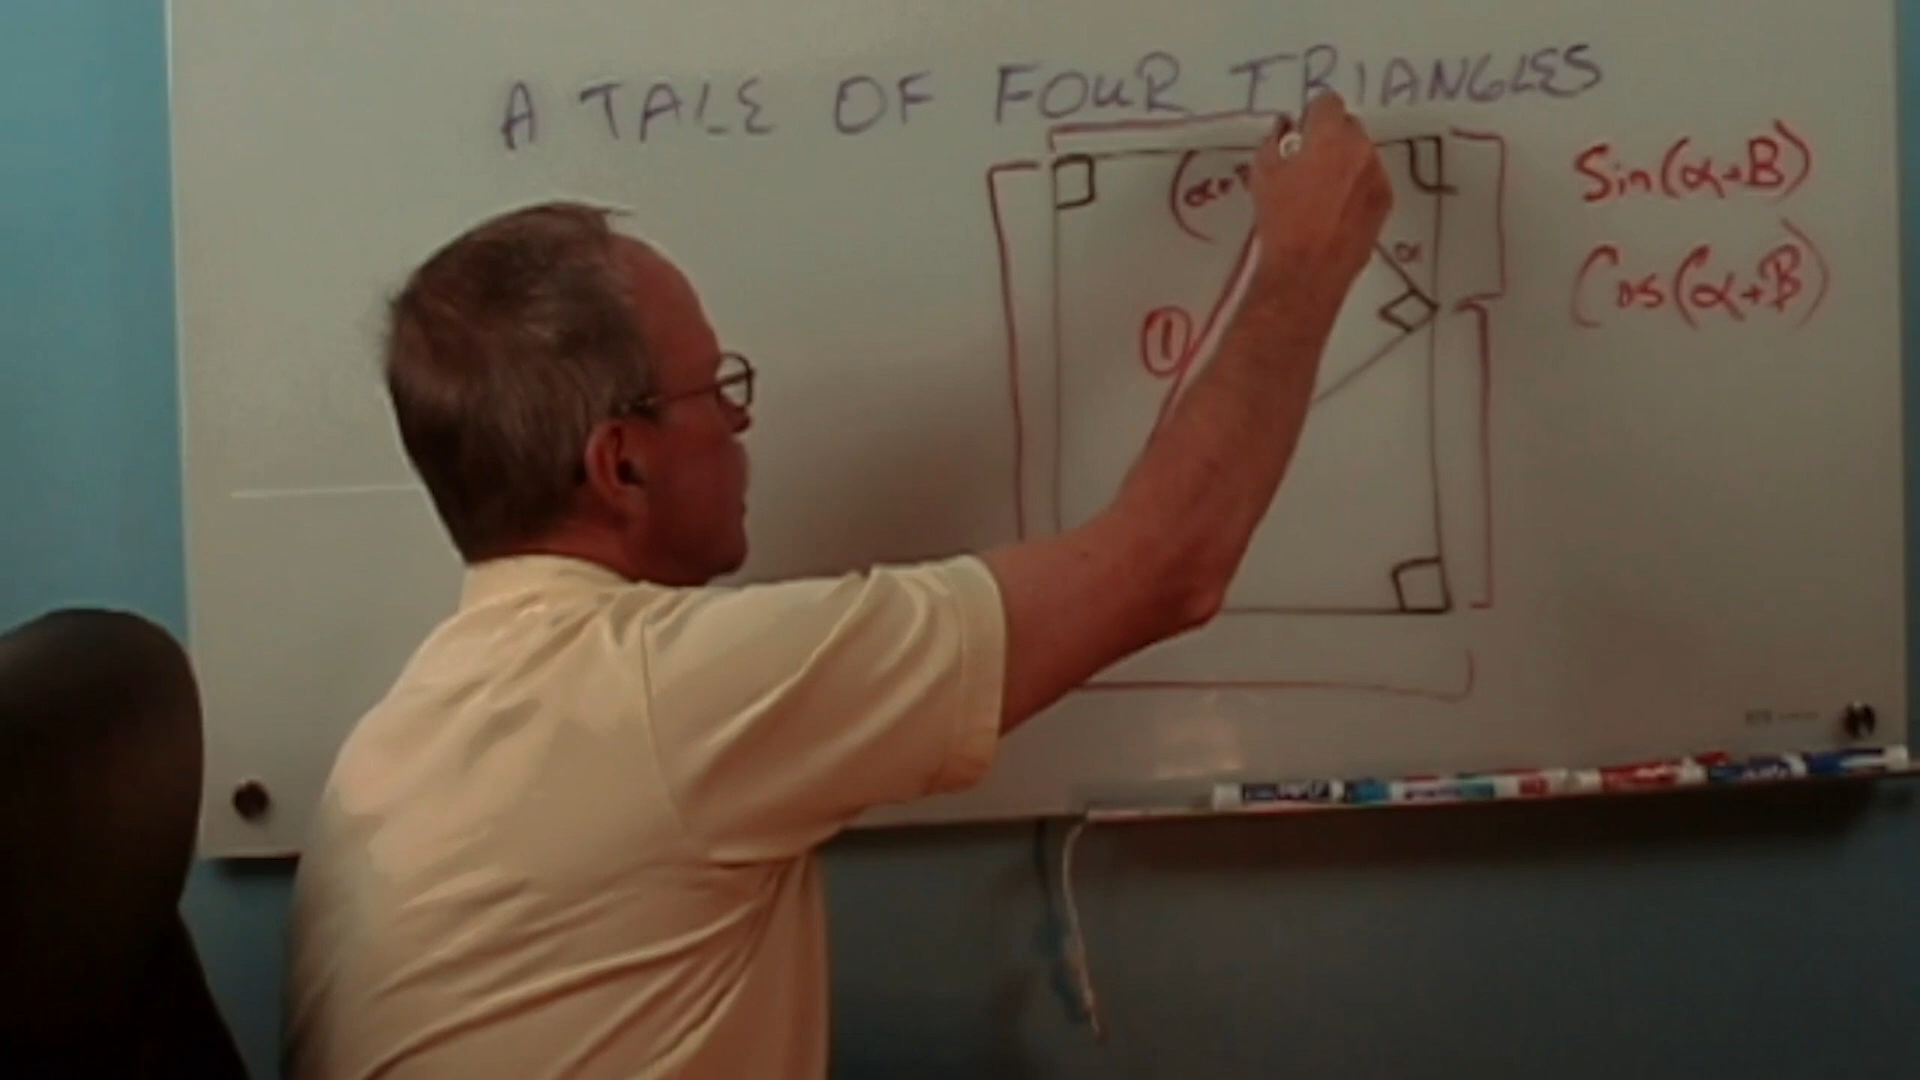 A TALE OF FOUR TRIANGLES
Sin(α+B)
Cos(α+B)
(α+
α
①